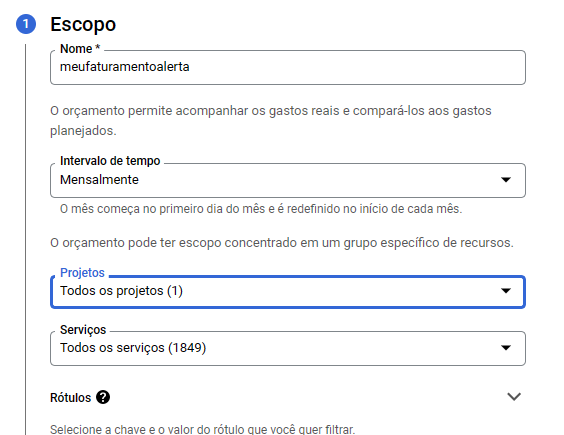 1 Escopo
Nome *
meufaturamentoalerta
O orçamento permite acompanhar os gastos reais e compará-los aos gastos
planejados.
Intervalo de tempo
Mensalmente
O mês começa no primeiro dia do mês e é redefinido no início de cada mês.
O orçamento pode ter escopo concentrado em um grupo específico de recursos.
Projetos
Todos os projetos (1)
Serviços
Todos os serviços (1849)
Rótulos ?
Selecione a chave e o valor do rótulo que você quer filtrar.